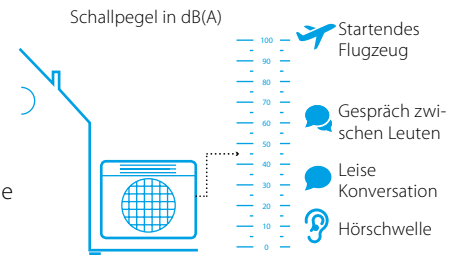 Schallpegel in dB(A)
100
90
80
70
60
50
40
30
20
10
0
Startendes
Flugzeug
Gespräch zwi-
schen Leuten
Leise
Konversation
Hörschwelle
e